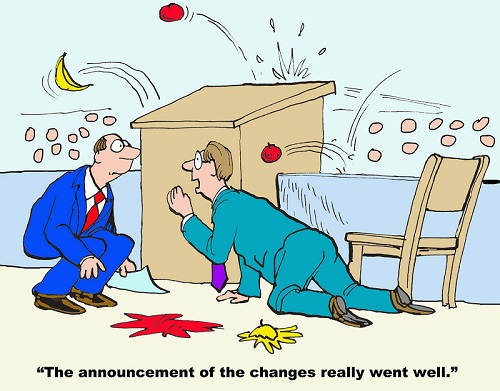 “The announcement of the changes really went well.”